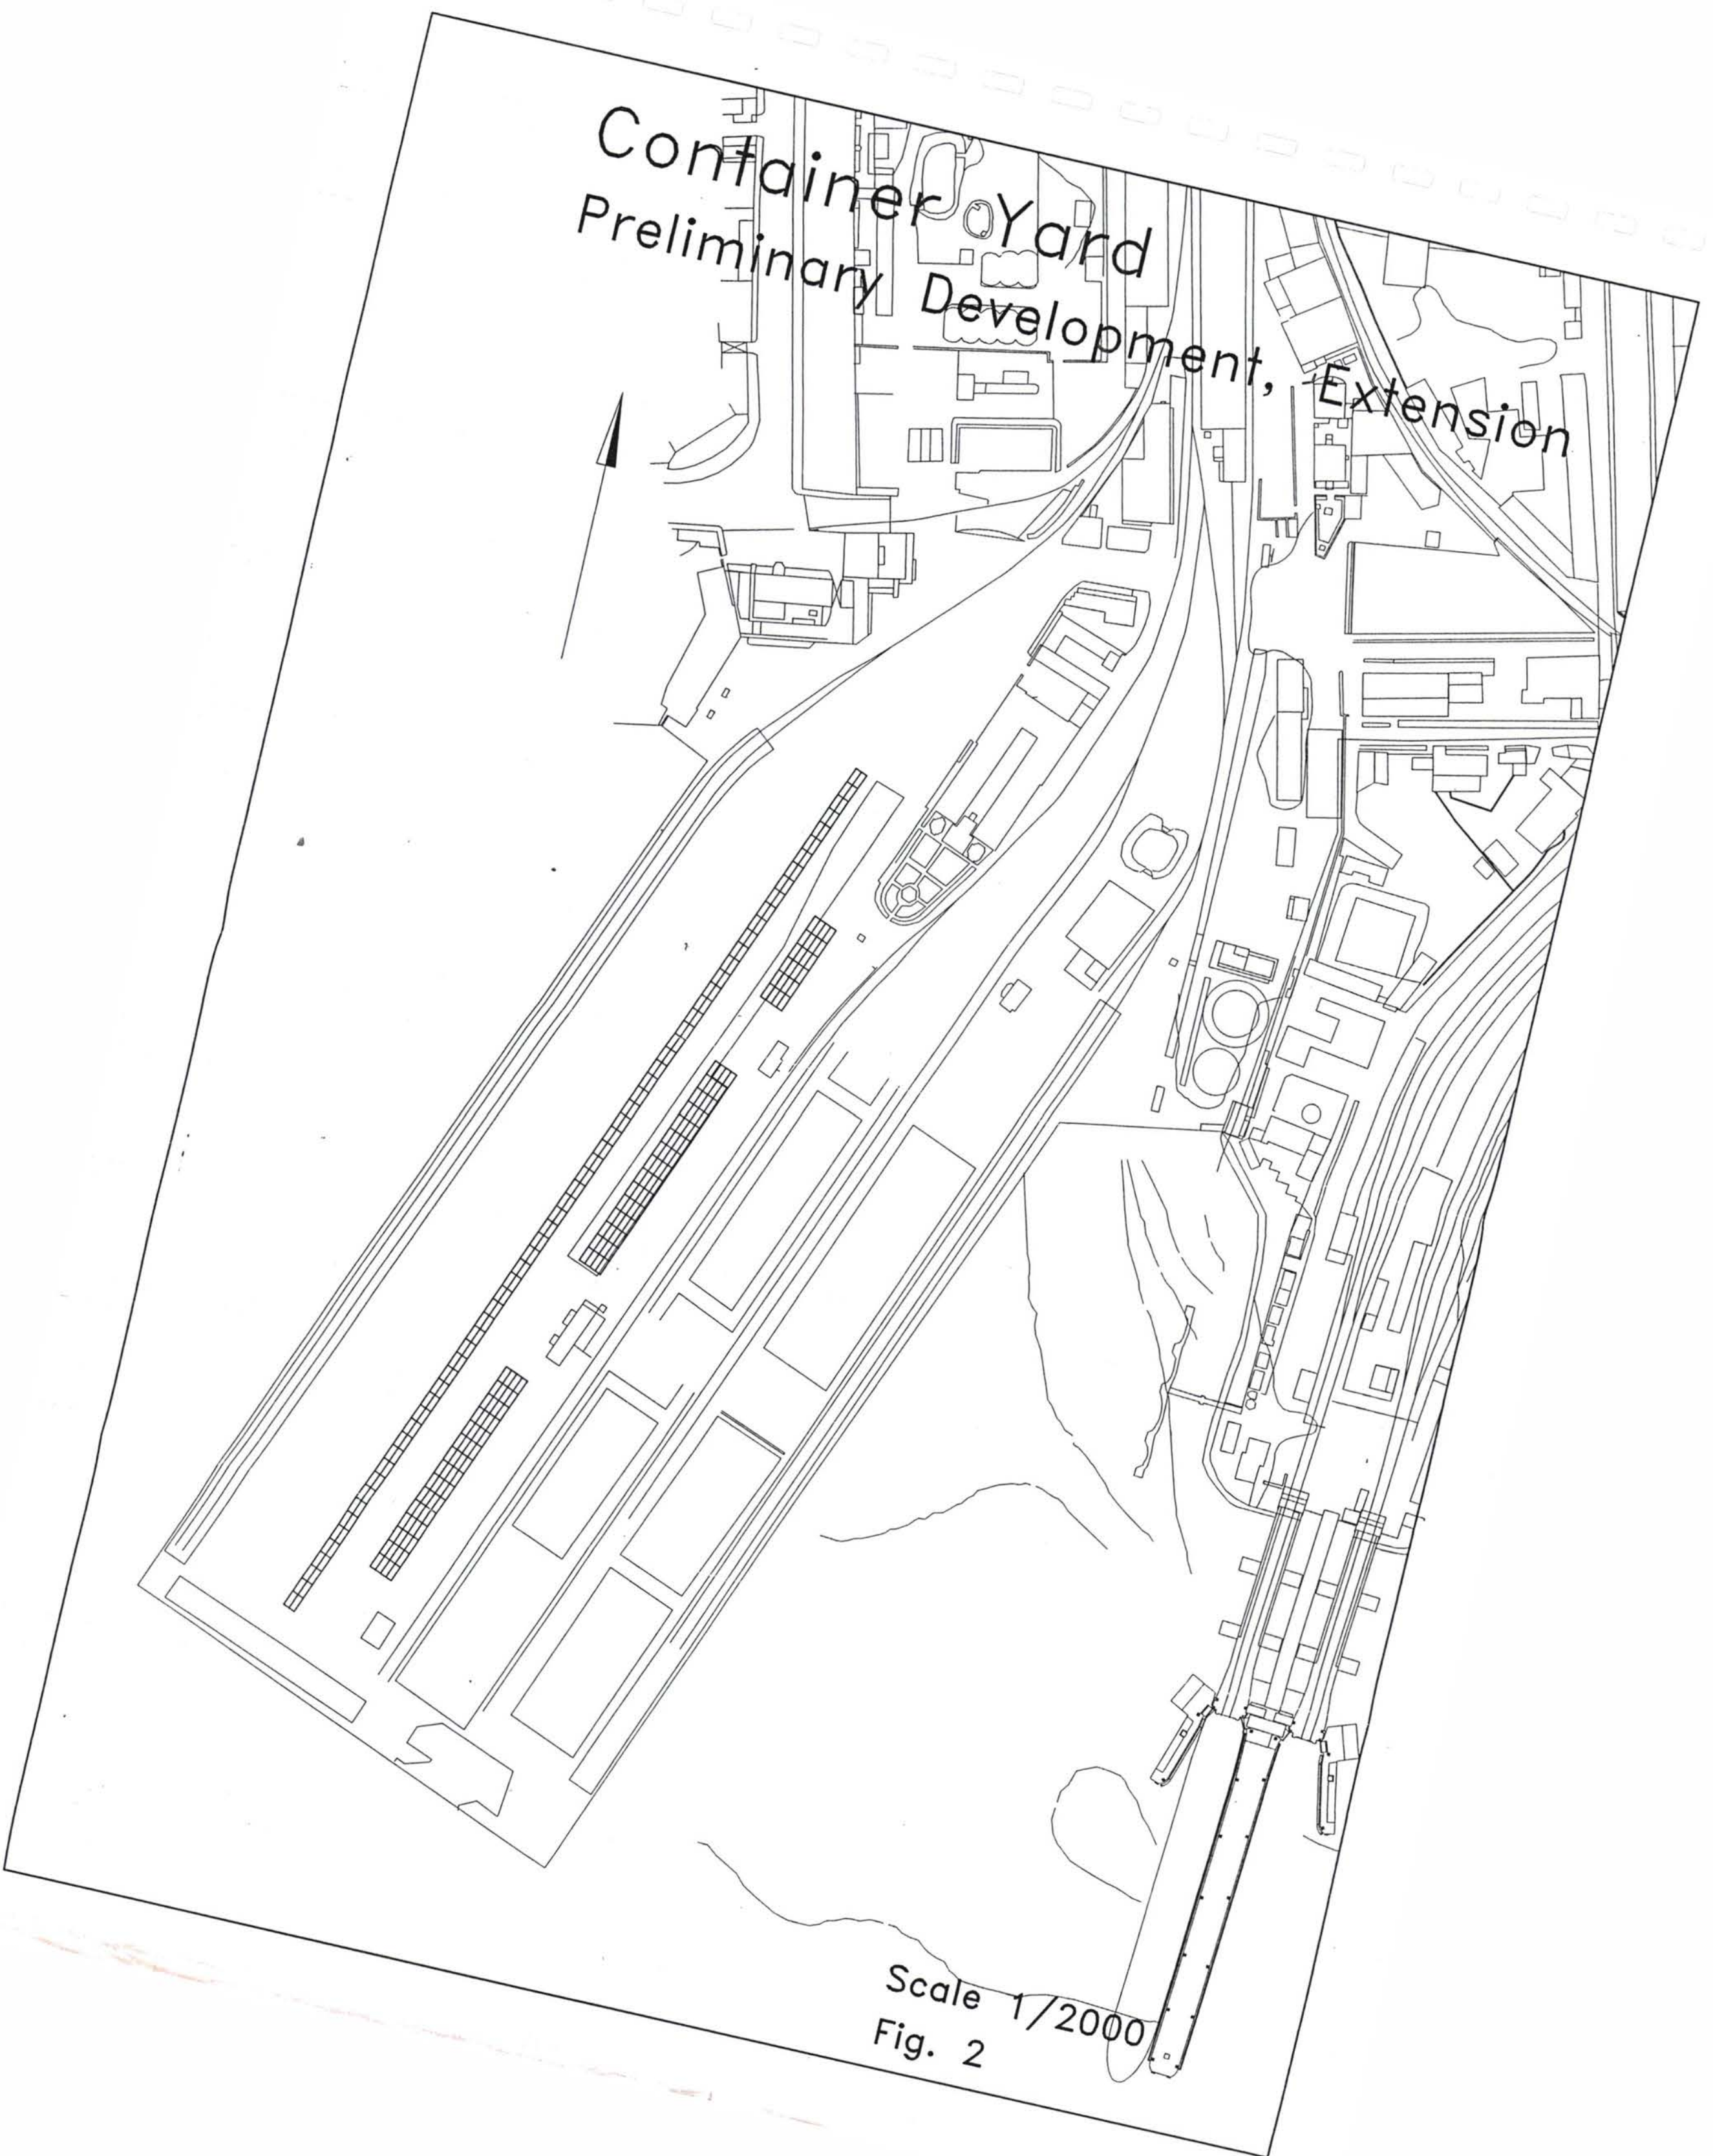 Container Yard
Preliminary Development, Extension
Scale 1/2000
Fig. 2